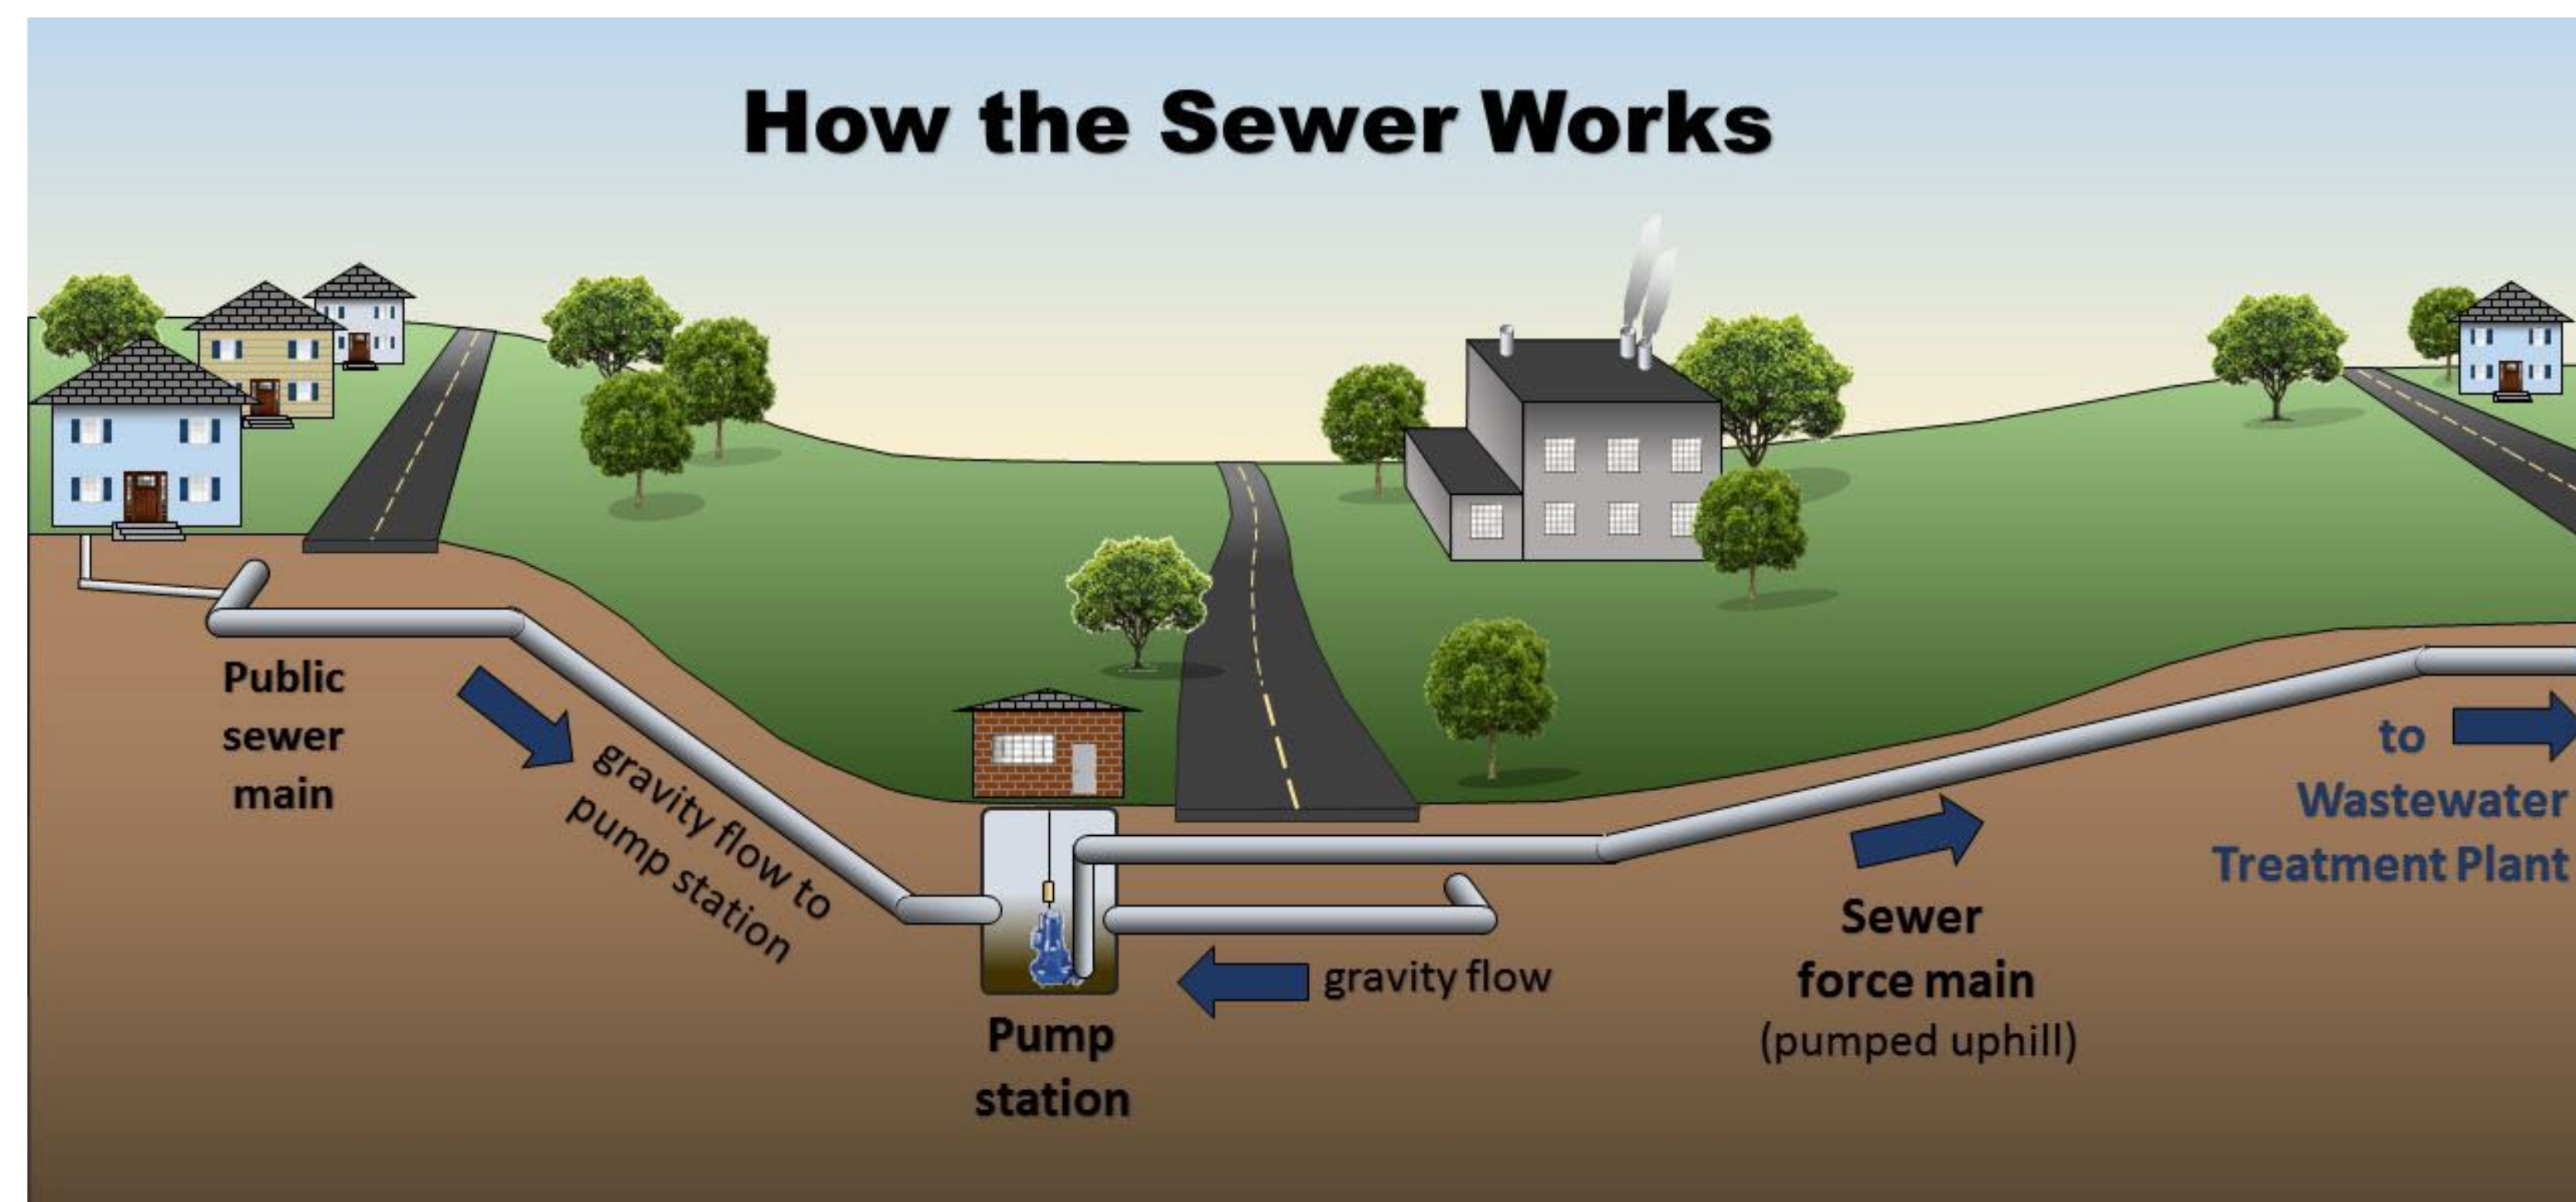 How the Sewer Works
Public
sewer
main
gravity flow to
pump station
Pump
station
gravity flow
Sewer
force main
(pumped uphill)
to
Wastewater
Treatment Plant